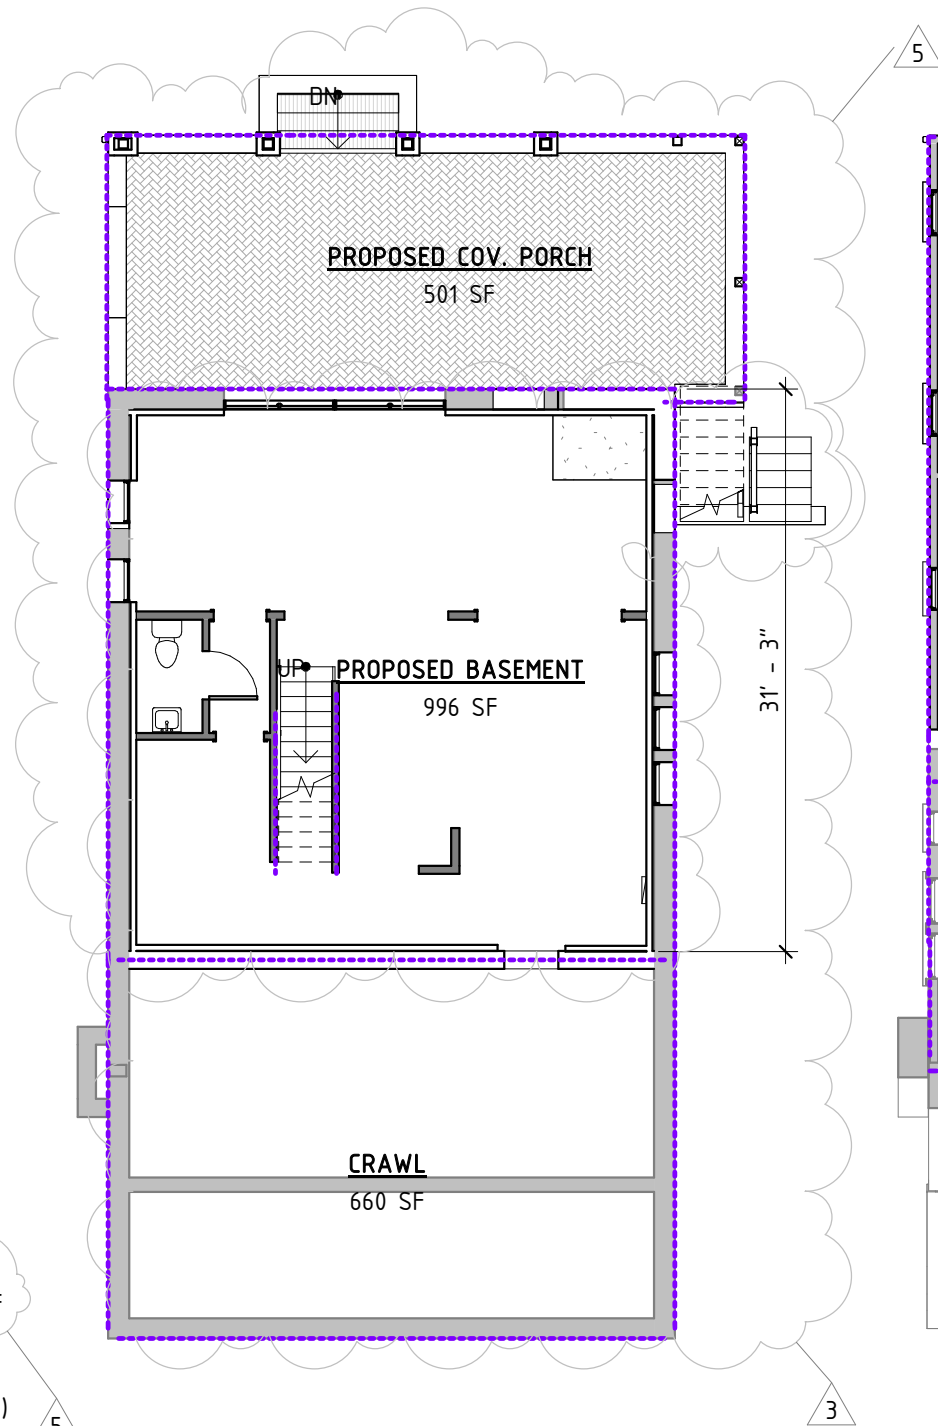 5
DN
PROPOSED COV. PORCH
501 SF
31' - 3"
UP
PROPOSED BASEMENT
996 SF
CRAWL
660 SF
)
5
3